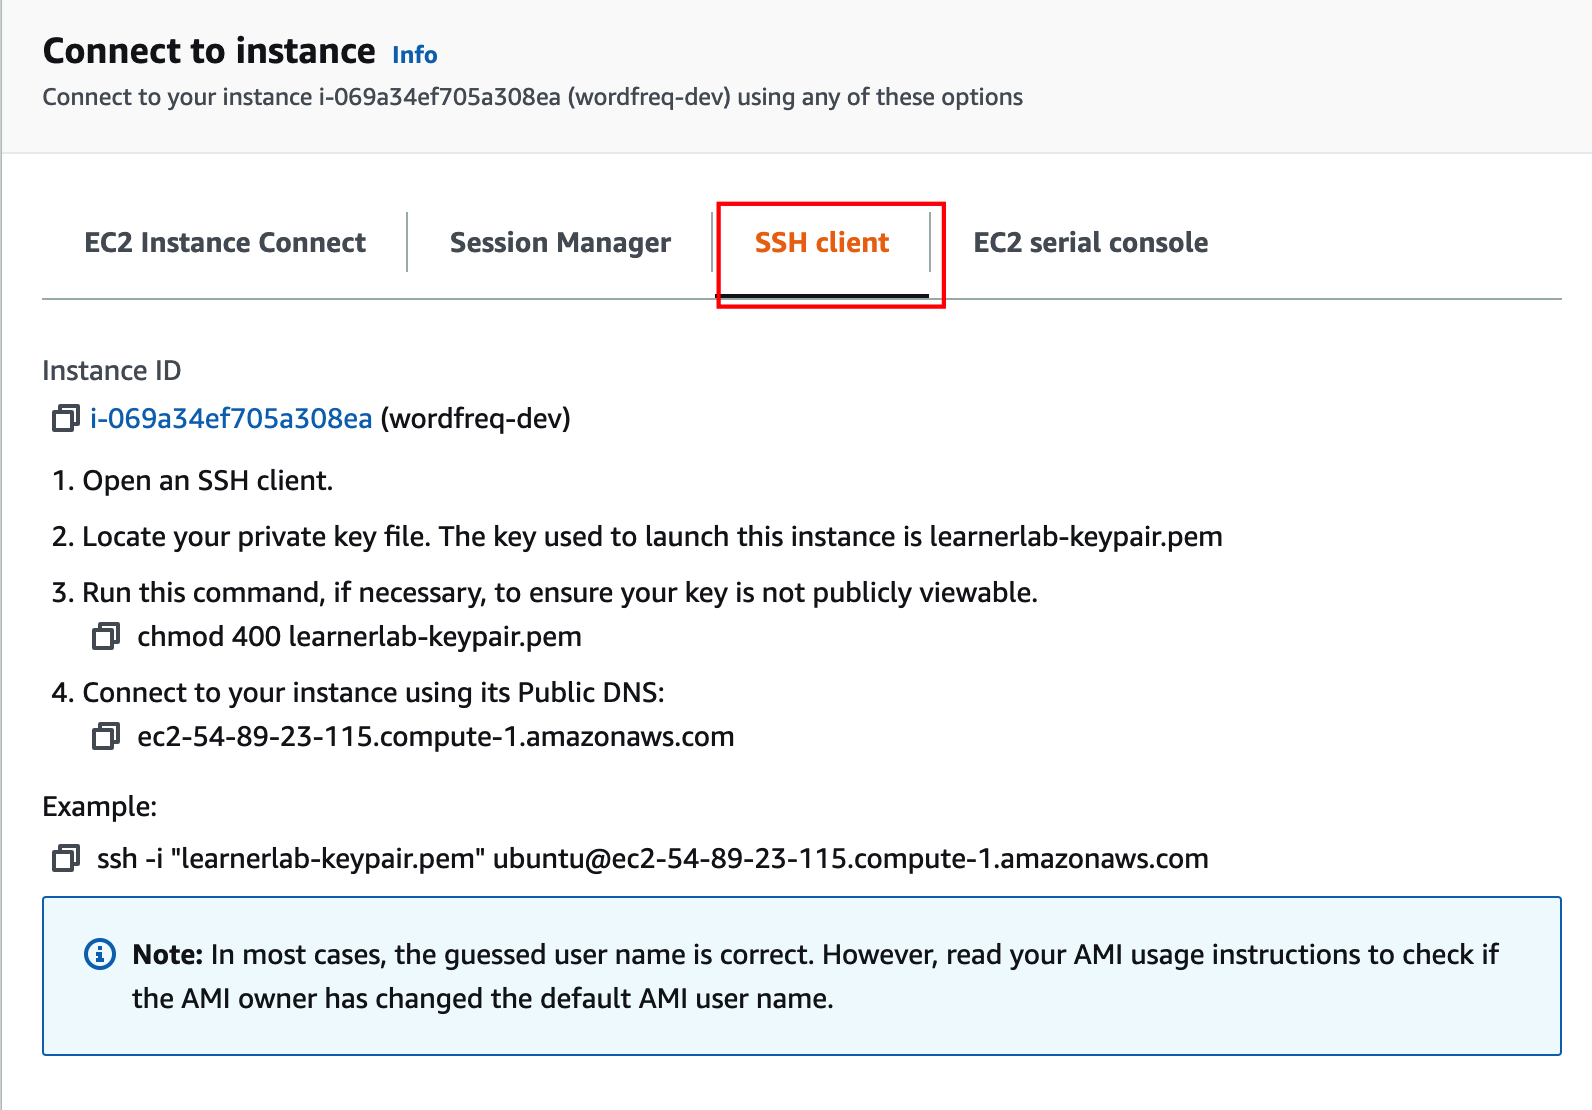 Connect to instance Info
Connect to your instance i-069a34ef705a308ea (wordfreq-dev) using any of these options
EC2 Instance Connect
Session Manager
SSH client
EC2 serial console
Instance ID
i-069a34ef705a308ea (wordfreq-dev)
1. Open an SSH client.
2. Locate your private key file. The key used to launch this instance is learnerlab-keypair.pem
3. Run this command, if necessary, to ensure your key is not publicly viewable.
chmod 400 learnerlab-keypair.pem
4. Connect to your instance using its Public DNS:
ec2-54-89-23-115.compute-1.amazonaws.com
Example:
ssh -i "learnerlab-keypair.pem" ubuntu@ec2-54-89-23-115.compute-1.amazonaws.com
Note: In most cases, the guessed user name is correct. However, read your AMI usage instructions to check if
the AMI owner has changed the default AMI user name.